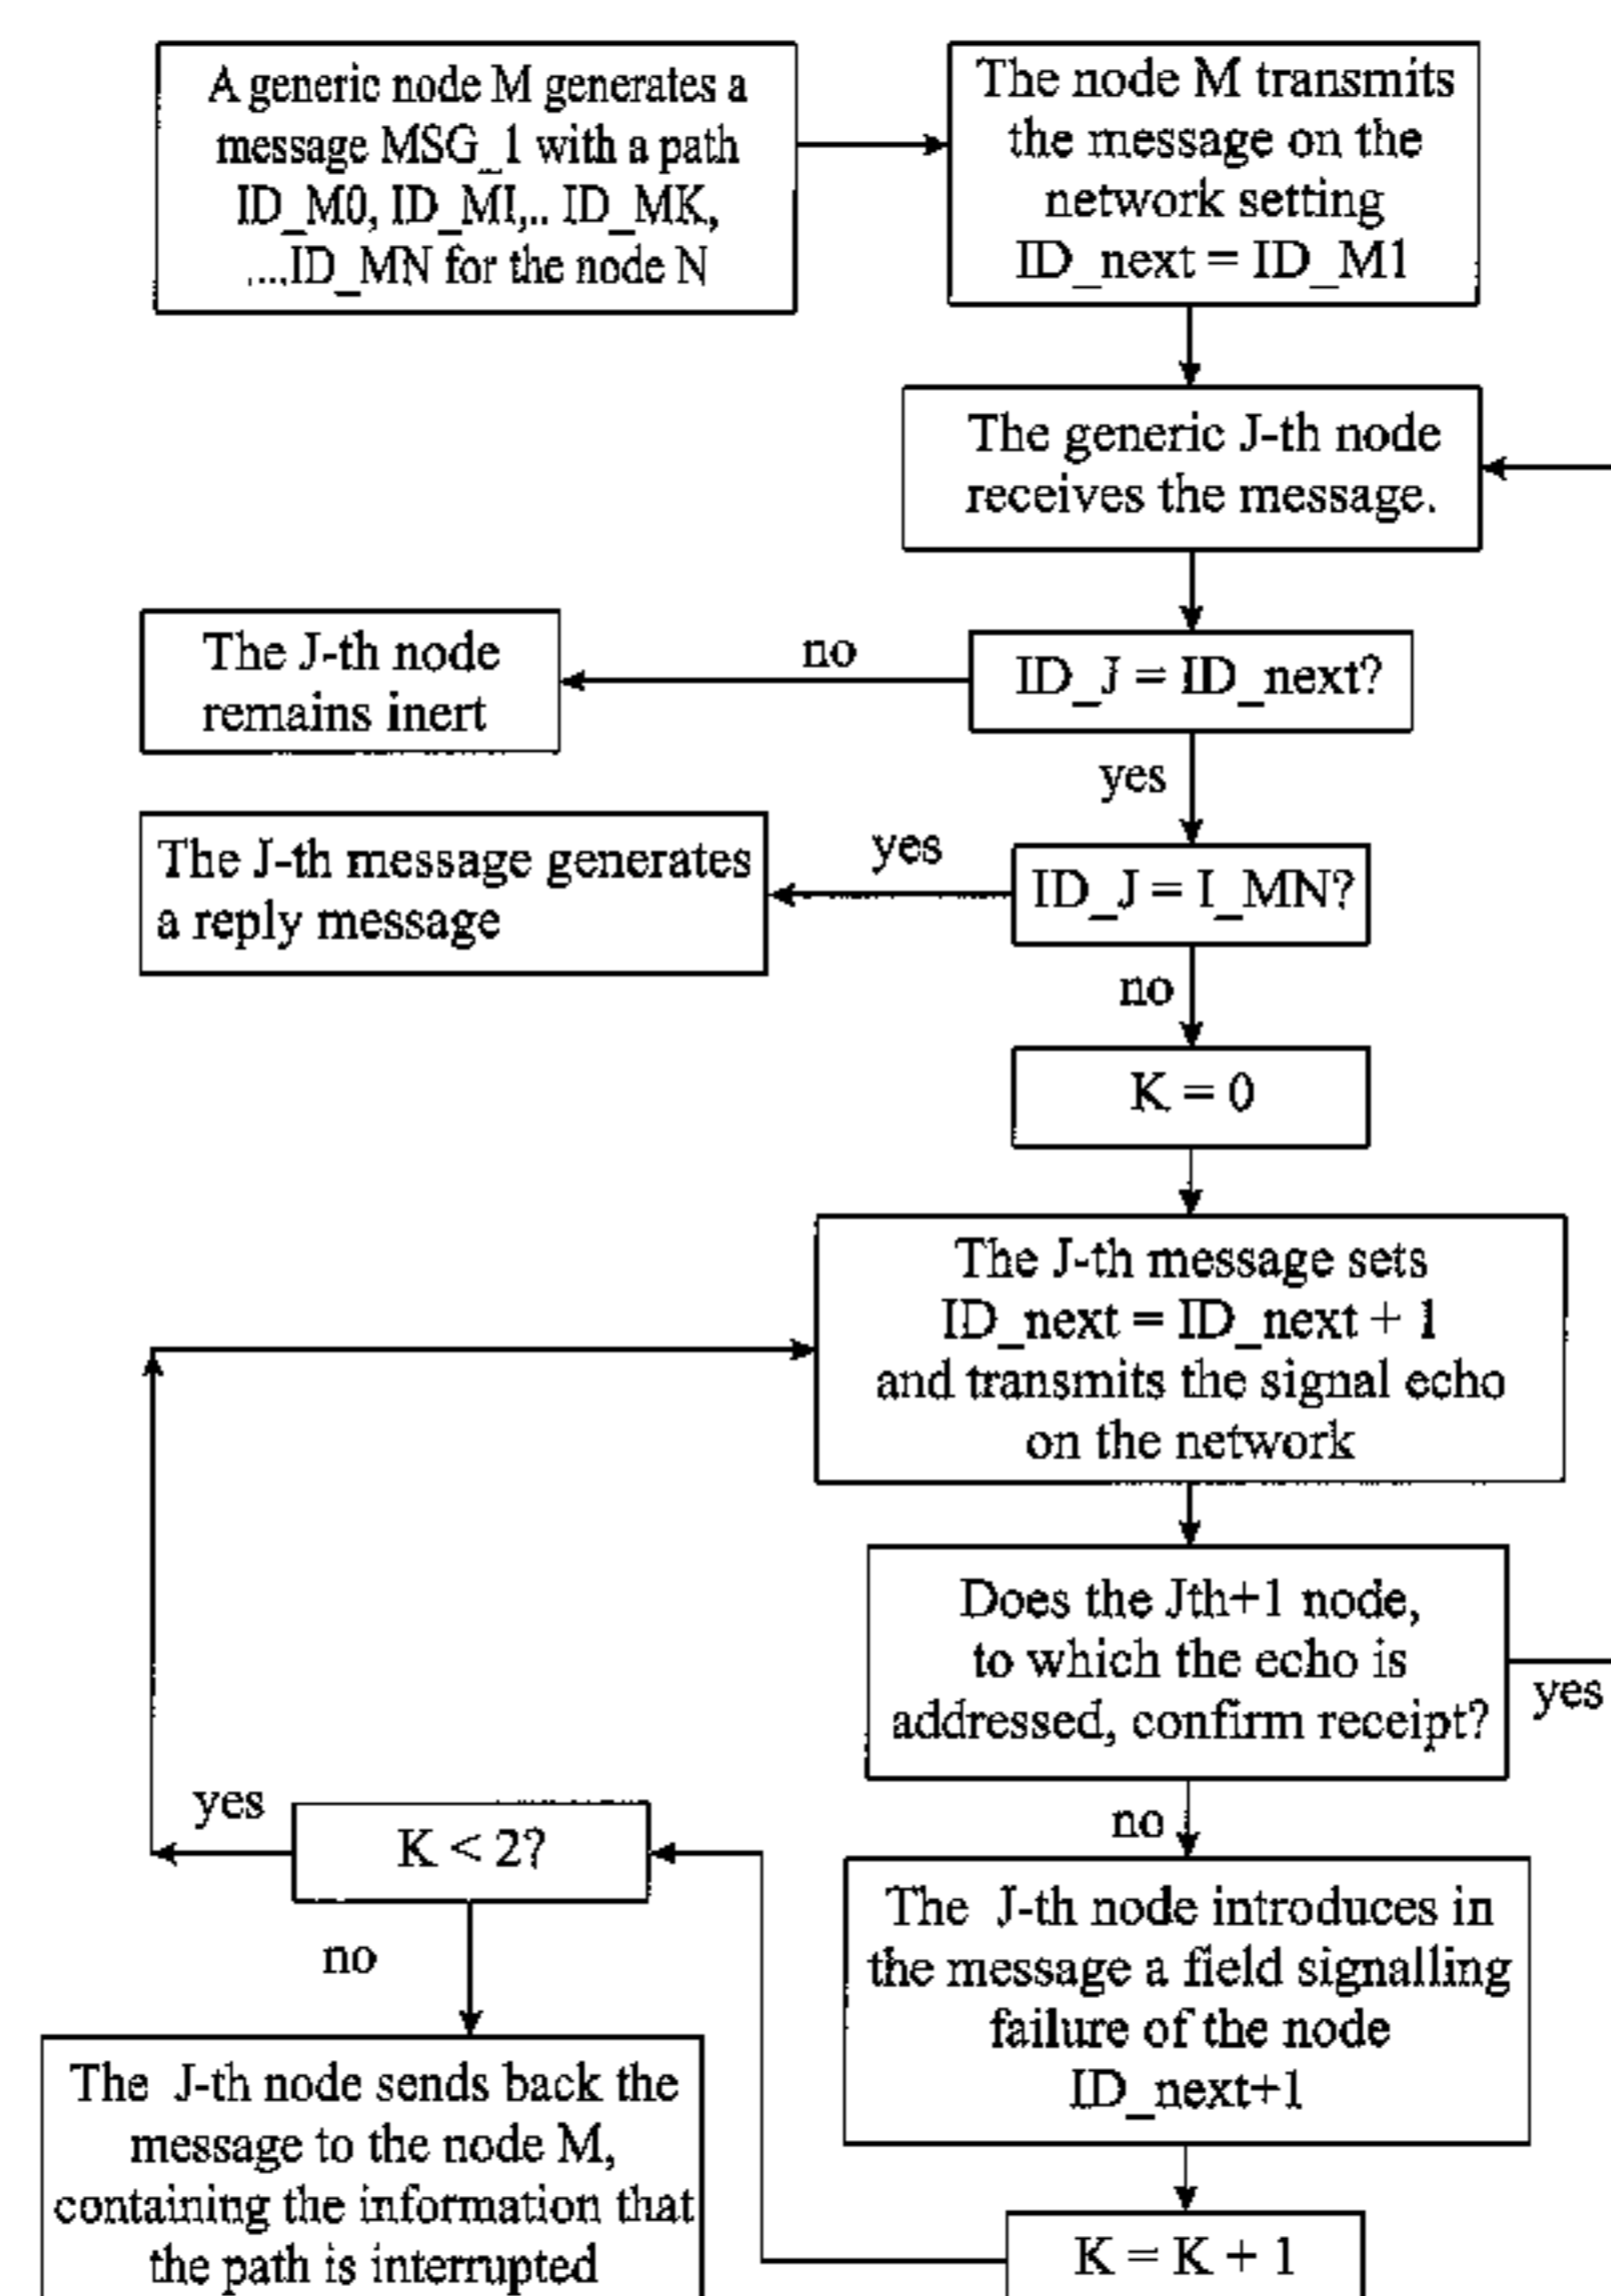 A generic node M generates a
message MSG_1 with a path
ID_M0, ID_MI,.. ID_MK,
....ID_MN for the node N
The node M transmits
the message on the
network setting
ID_next = ID_M1
The generic J-th node
receives the message.
ID_J = ID_next?
no
The J-th node
remains inert
yes
ID_J = I_MN?
yes
The J-th message generates
a reply message
no
K = 0
The J-th message sets
ID_next = ID_next + 1
and transmits the signal echo
on the network
Does the Jth+1 node,
to which the echo is
addressed, confirm receipt?
yes
no
The J-th node introduces in
the message a field signalling
failure of the node
ID_next+1
K = K + 1
K < 2?
yes
no
The J-th node sends back the
message to the node M,
containing the information that
the path is interrupted